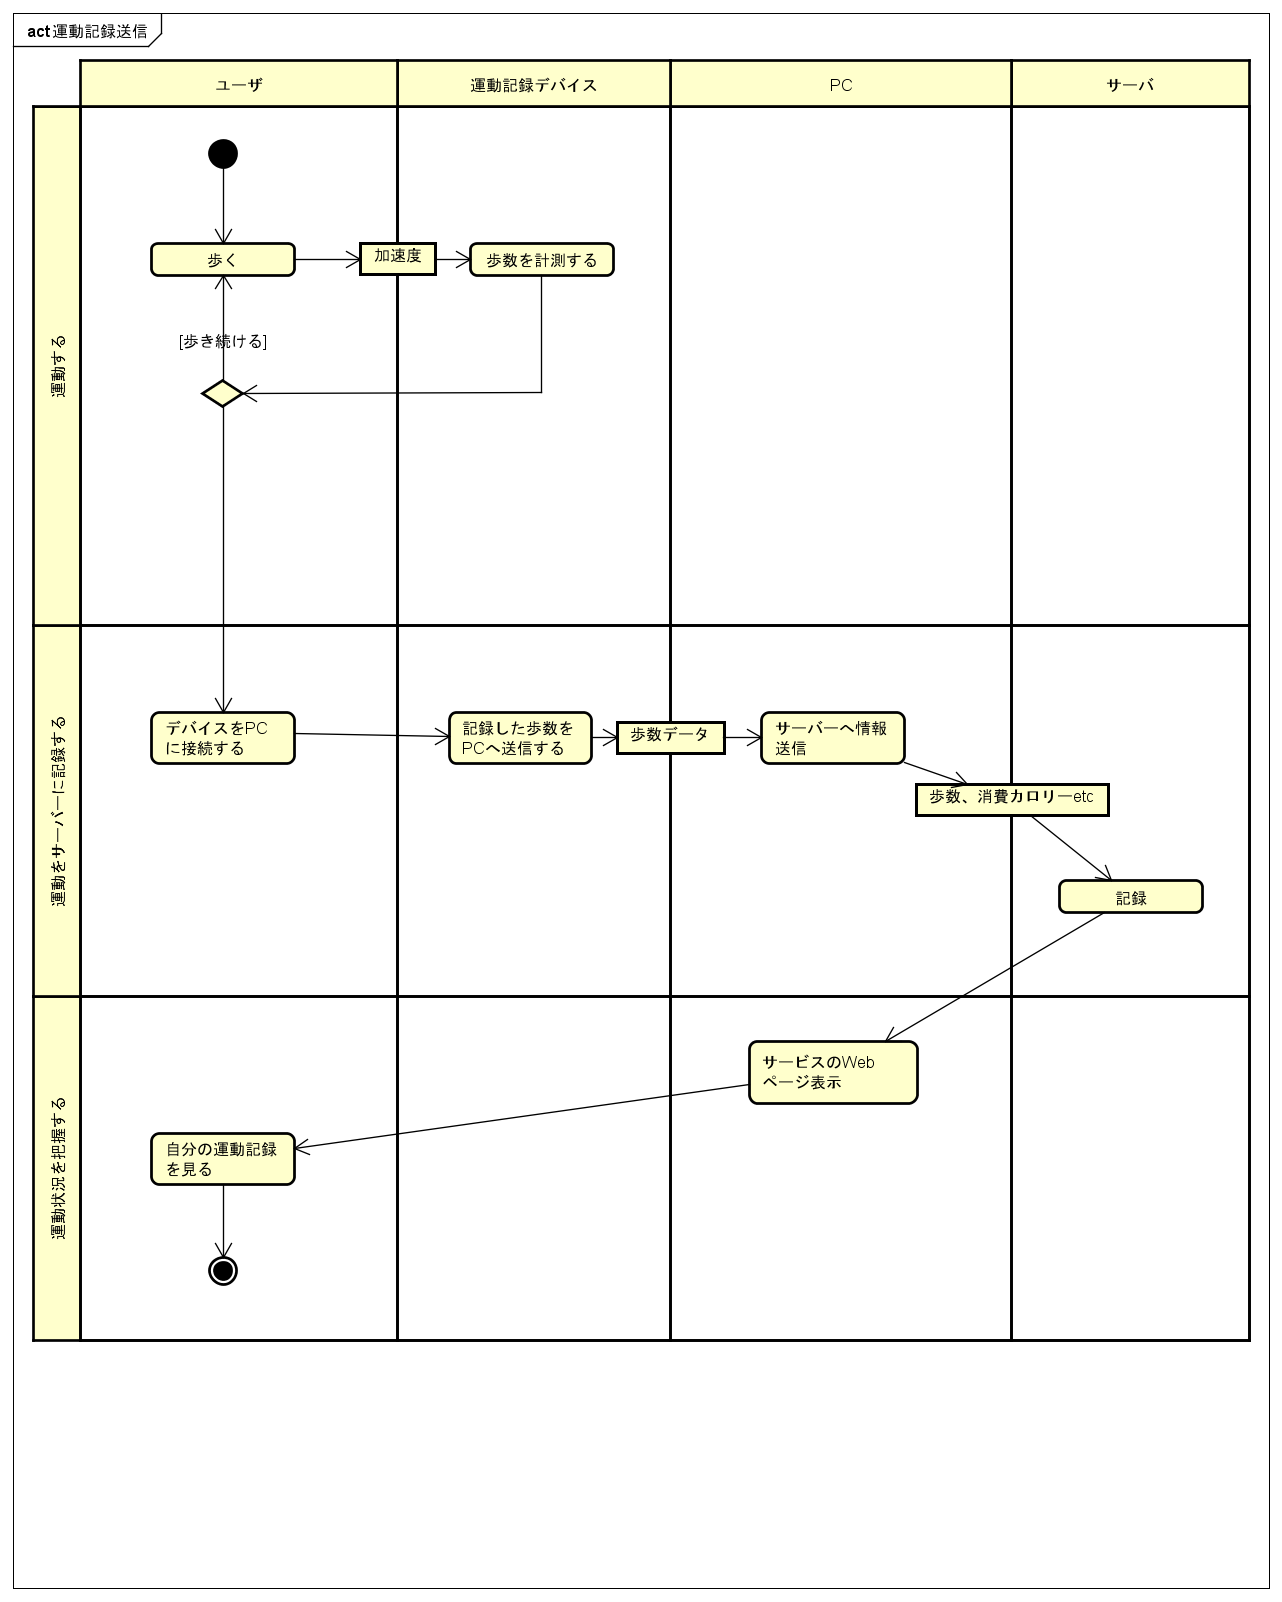 act 運動記録送信
ユーザ
運動記録デバイス
PC
サーバ
運動する
歩く
加速度
歩数を計測する
[歩き続ける]
運動をサーバーに記録する
デバイスをPC
に接続する
記録した歩数を
PCへ送信する
歩数データ
サーバーへ情報
送信
歩数、消費カロリーetc
記録
運動状況を把握する
サービスのWeb
ページ表示
自分の運動記録
を見る